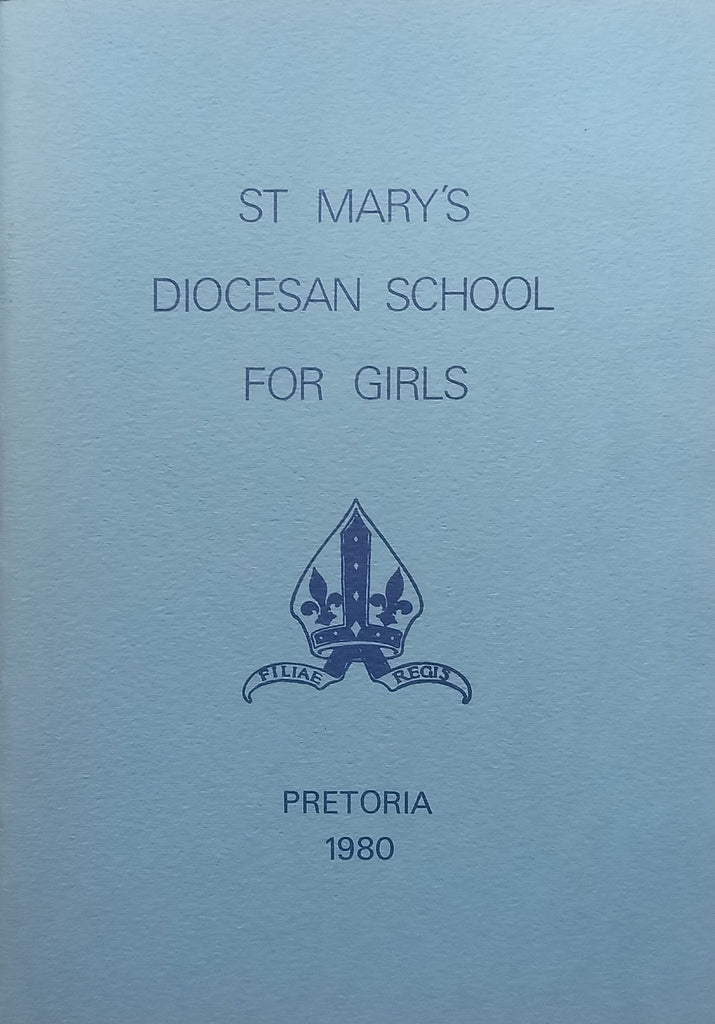 ST MARY'S
DIOCESAN SCHOOL
FOR GIRLS
FILIAE REGIS
PRETORIA
1980